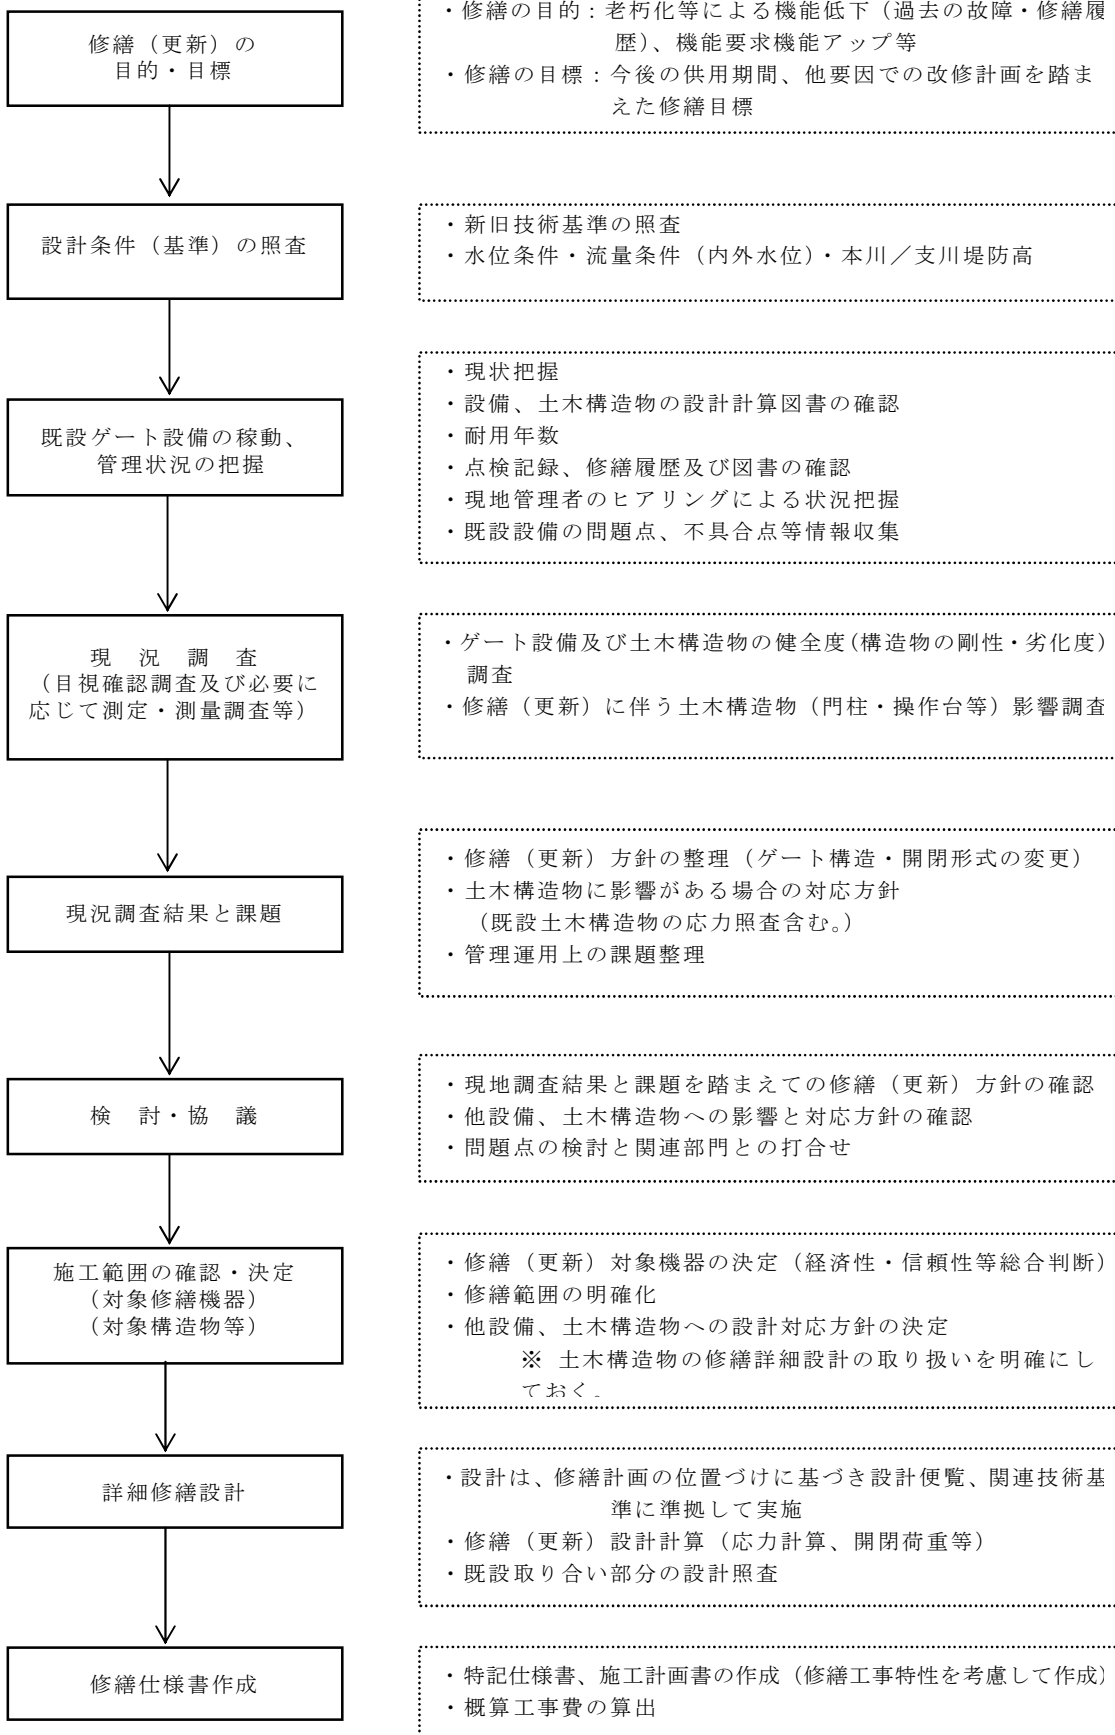 修繕（更新）の
目的・目標
・修繕の目的：老朽化等による機能低下（過去の故障・修繕履
歴）、機能要求機能アップ等
・修繕の目標：今後の供用期間、他要因での改修計画を踏ま
えた修繕目標
設計条件（基準）の照査
・新旧技術基準の照査
・水位条件・流量条件（内外水位）・本川／支川堤防高
既設ゲート設備の稼動、
管理状況の把握
・現状把握
・設備、土木構造物の設計計算図書の確認
・耐用年数
・点検記録、修繕履歴及び図書の確認
・現地管理者のヒアリングによる状況把握
・既設設備の問題点、不具合点等情報収集
現　況　調　査
（目視確認調査及び必要に
応じて測定・測量調査等）
・ゲート設備及び土木構造物の健全度(構造物の剛性・劣化度)
調査
・修繕（更新）に伴う土木構造物（門柱・操作台等）影響調査
現況調査結果と課題
・修繕（更新）方針の整理（ゲート構造・開閉形式の変更）
・土木構造物に影響がある場合の対応方針
（既設土木構造物の応力照査含む。）
・管理運用上の課題整理
検　討・協　議
・現地調査結果と課題を踏まえての修繕（更新）方針の確認
・他設備、土木構造物への影響と対応方針の確認
・問題点の検討と関連部門との打合せ
施工範囲の確認・決定
（対象修繕機器）
（対象構造物等）
・修繕（更新）対象機器の決定（経済性・信頼性等総合判断）
・修繕範囲の明確化
・他設備、土木構造物への設計対応方針の決定
※ 土木構造物の修繕詳細設計の取り扱いを明確にし
ておく。
詳細修繕設計
・設計は、修繕計画の位置づけに基づき設計便覧、関連技術基
準に準拠して実施
・修繕（更新）設計計算（応力計算、開閉荷重等）
・既設取り合い部分の設計照査
修繕仕様書作成
・特記仕様書、施工計画書の作成（修繕工事特性を考慮して作成）
・概算工事費の算出